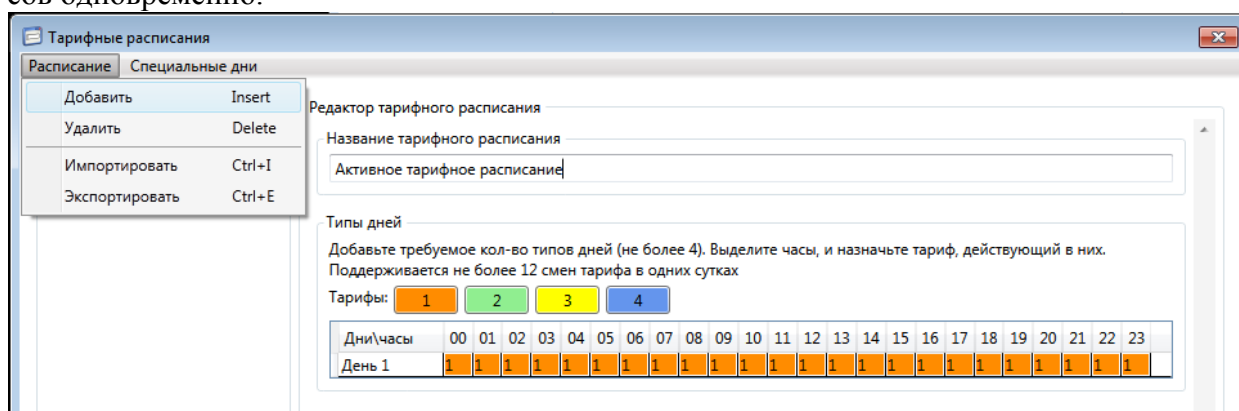 сов одновременно.
Тарифные расписания
Расписание Специальные дни
Добавить Insert
Удалить Delete
Импортировать Ctrl+I
Экспортировать Ctrl+E
Редактор тарифного расписания
Название тарифного расписания
Активное тарифное расписание
Типы дней
Добавьте требуемое кол-во типов дней (не более 4). Выделите часы, и назначьте тариф, действующий в них.
Поддерживается не более 12 смен тарифа в одних сутках
Тарифы: 1 2 3 4
Дни\часы 00 01 02 03 04 05 06 07 08 09 10 11 12 13 14 15 16 17 18 19 20 21 22 23
День 1 1 1 1 1 1 1 1 1 1 1 1 1 1 1 1 1 1 1 1 1 1 1 1 1